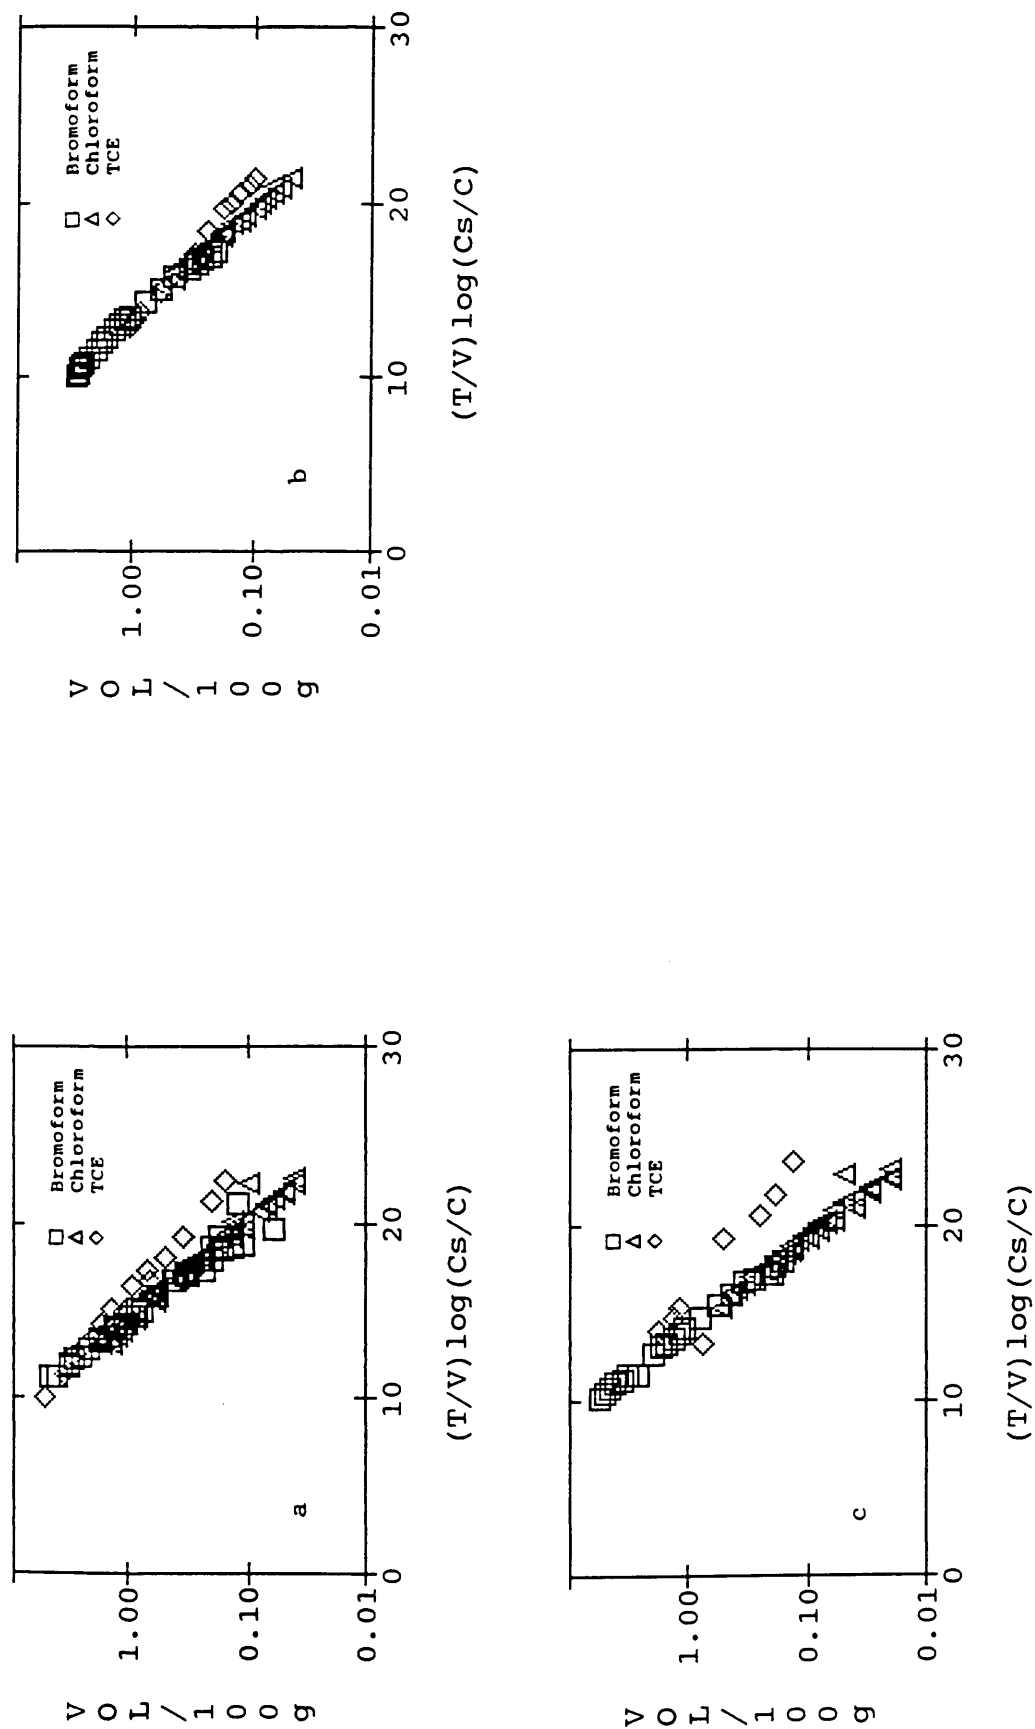 VOL/100g
1.00
0.10
0.01
0
10
20
30
Bromoform
Chloroform
TCE
a
(T/V)log(Cs/C)
VOL/100g
1.00
0.10
0.01
0
10
20
30
Bromoform
Chloroform
TCE
b
(T/V)log(Cs/C)
VOL/100g
1.00
0.10
0.01
0
10
20
30
Bromoform
Chloroform
TCE
c
(T/V)log(Cs/C)